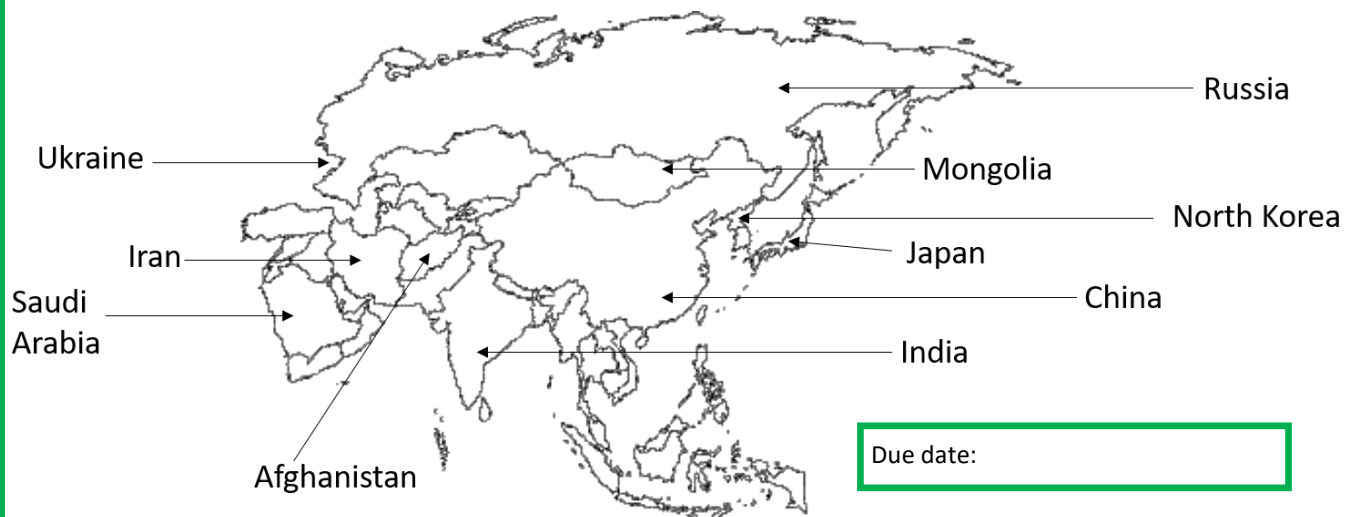 Russia
Ukraine
Mongolia
North Korea
Iran
Japan
Saudi
Arabia
China
India
Afghanistan
Due date: